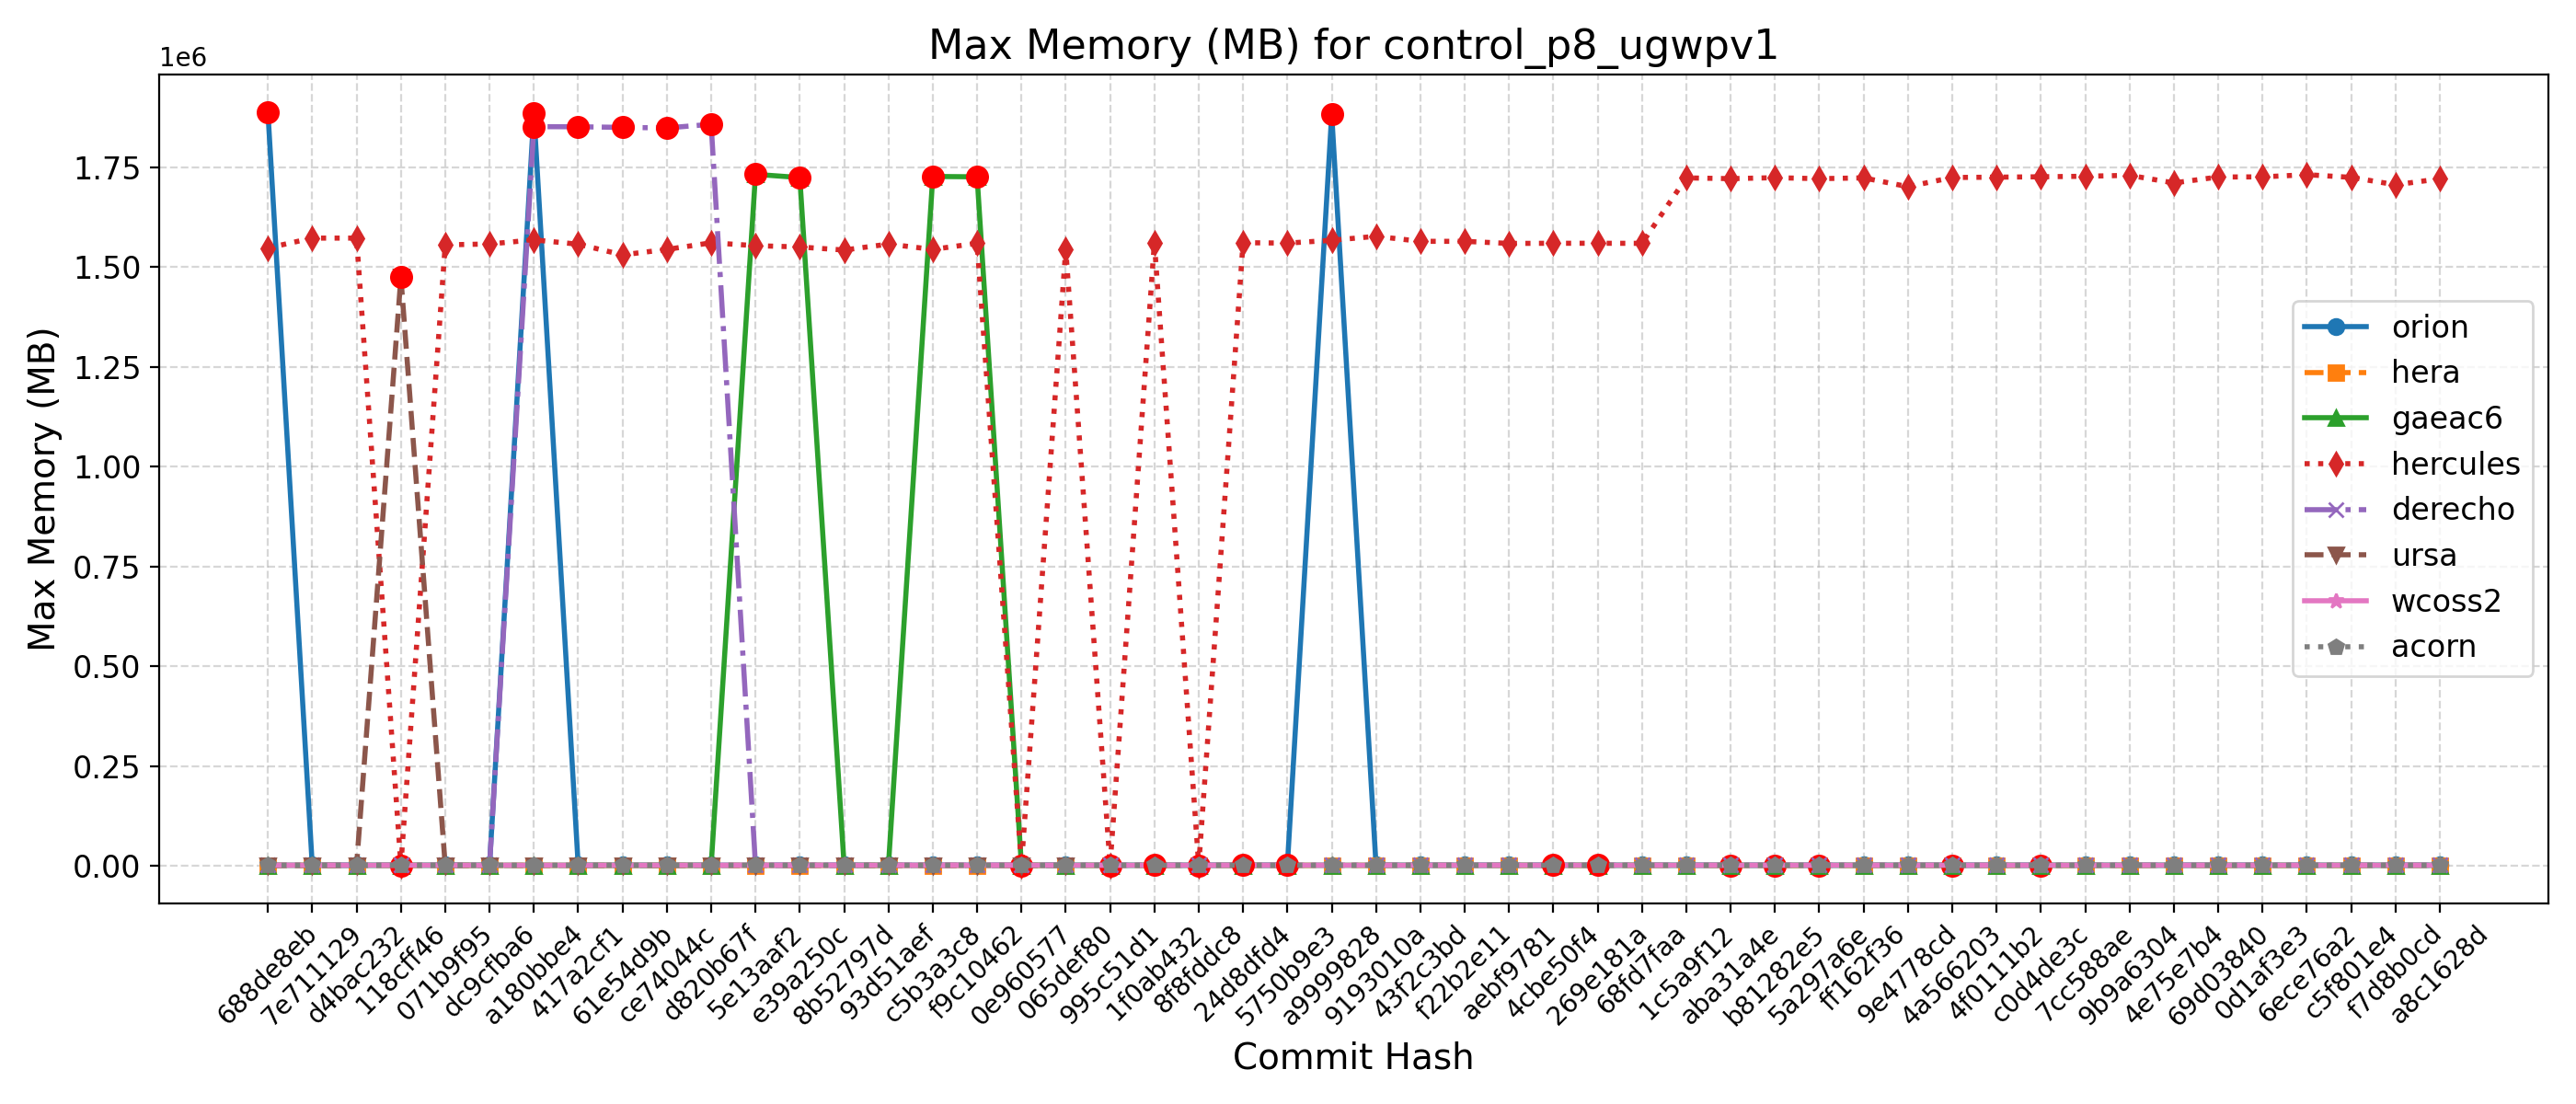 Max Memory (MB) for control_p8_ugwpv1
1e6
1.75
1.50
1.25
1.00
0.75
0.50
0.25
0.00
Max Memory (MB)
orion
hera
gaeac6
hercules
derecho
ursa
wcoss2
acorn
688de8eb
7e711129
d4bac232
118cff46
071b9f95
dc9cfba6
a180bbe4
417a2cf1
61e54d9b
ce74044c
d820b67f
5e13aaf2
e39a250c
8b52797d
93d51aef
c5b3a3c8
f9c10462
0e960577
065def80
995c51d1
1f0ab432
8f8fddc8
24d8dfd4
5750b9e3
a9999828
9193010a
43f2c3bd
f22b2e11
aebf9781
4cbe50f4
269e181a
68fd7faa
1c5a9f12
aba31a4e
b81282e5
5a297a6e
ff162f36
9e4778cd
4a566203
4f0111b2
c0d4de3c
7cc588ae
9b9a6304
4e75e7b4
69d03840
0d1af3e3
6ece76a2
c5f801e4
f7d8b0cd
a8c1628d
Commit Hash